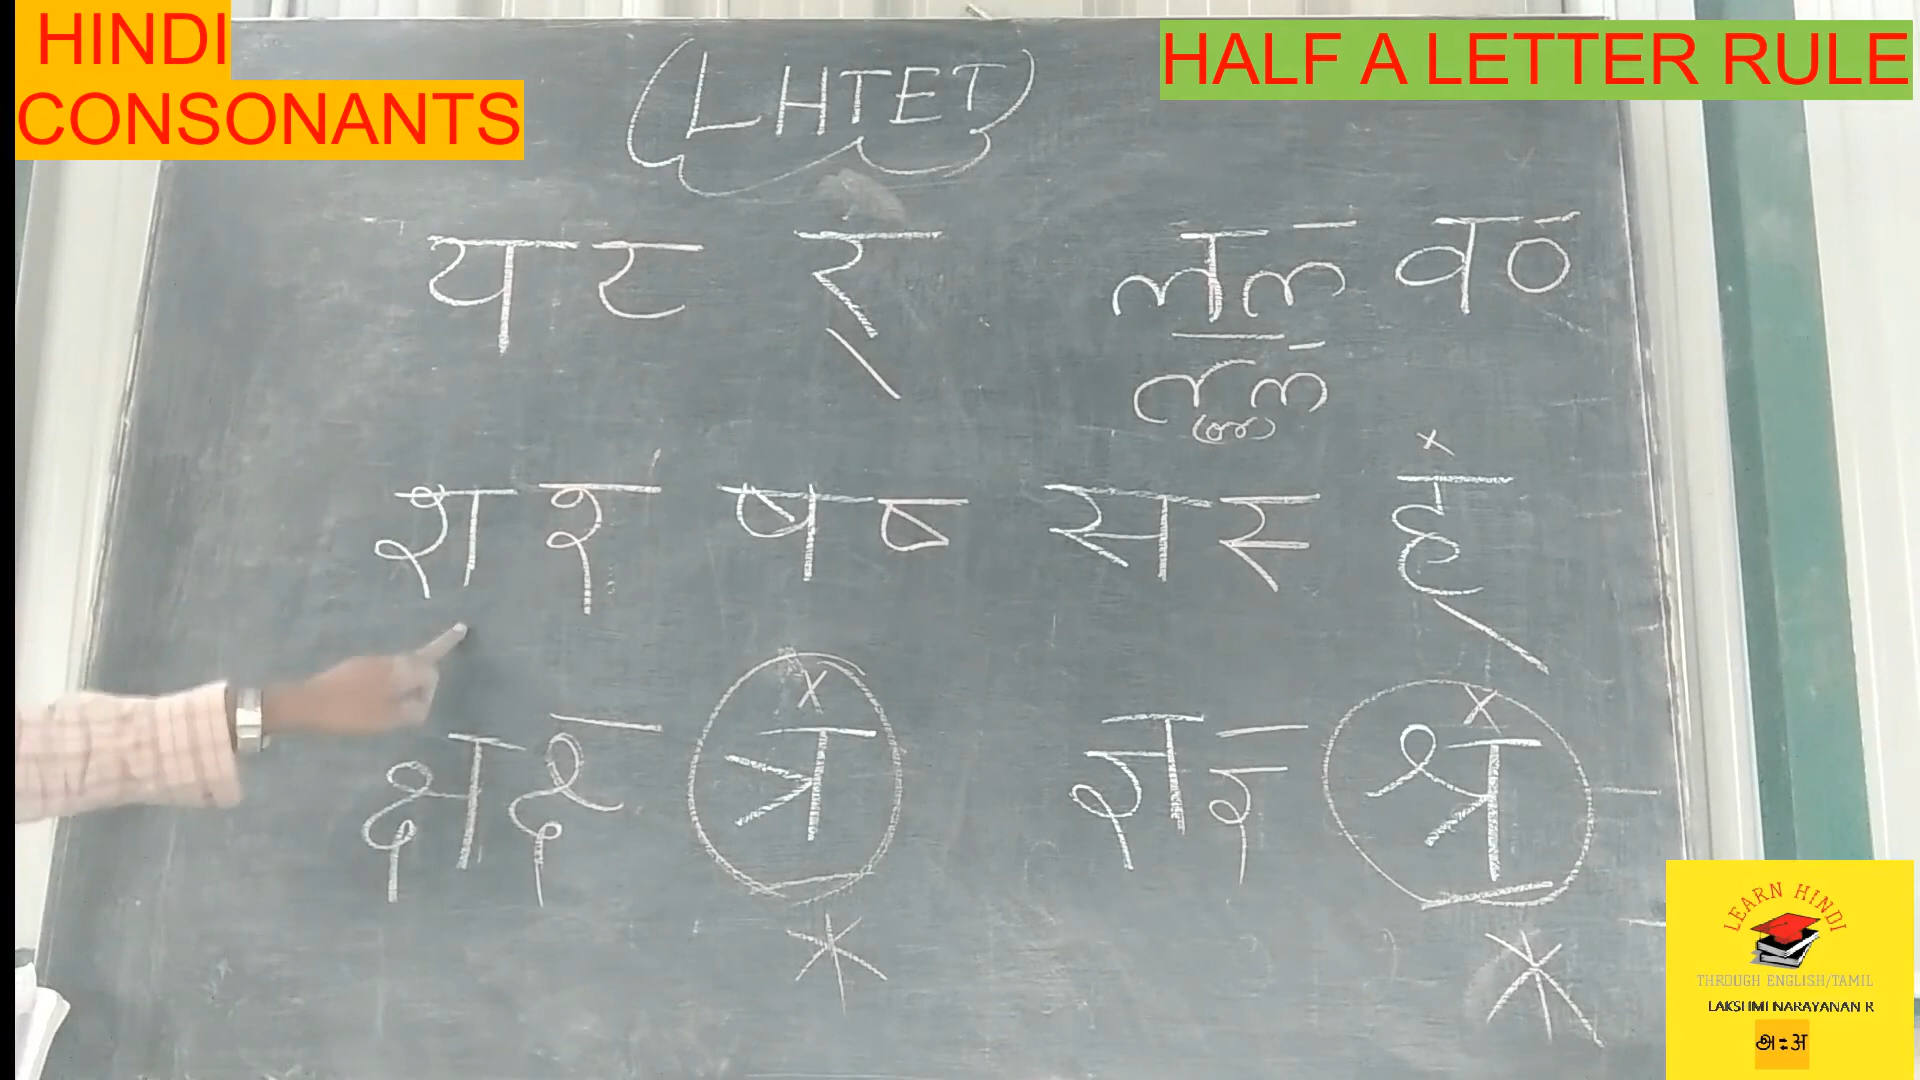 HINDI
CONSONANTS
HALF A LETTER RULE
(LHTET)
य र र् ल ल् व व्
श श् ष ष् स स् ह्
क्ष क्ष् त्र ज्ञ ज्ञ् श्र
LEARN HINDI
THROUGH ENGLISH/TAMIL
LAKSHMI NARAYANAN R
அ = अ